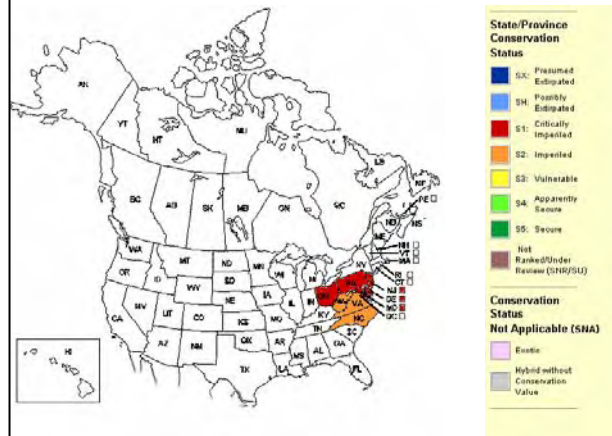 AK
YT
NT
NU
BC
AB
SK
MB
ON
QC
LB
NF
PE
NS
NB
ME
NH
VT
MA
RI
CT
NJ
DE
MD
DC
WA
OR
CA
NV
ID
MT
WY
UT
CO
AZ
NM
ND
SD
NE
KS
OK
TX
MN
IA
MO
AR
LA
WI
IL
MI
IN
OH
KY
TN
MS
AL
GA
FL
SC
NC
VA
WV
PA
NY
HI
State/Province
Conservation
Status
SX: Presumed
Extirpated
SH: Possibly
Extirpated
S1: Critically
Imperiled
S2: Imperiled
S3: Vulnerable
S4: Apparently
Secure
S5: Secure
Not
Ranked/Under
Review (SNR/SU)
Conservation
Status
Not Applicable (SNA)
Exotic
Hybrid without
Conservation
Value